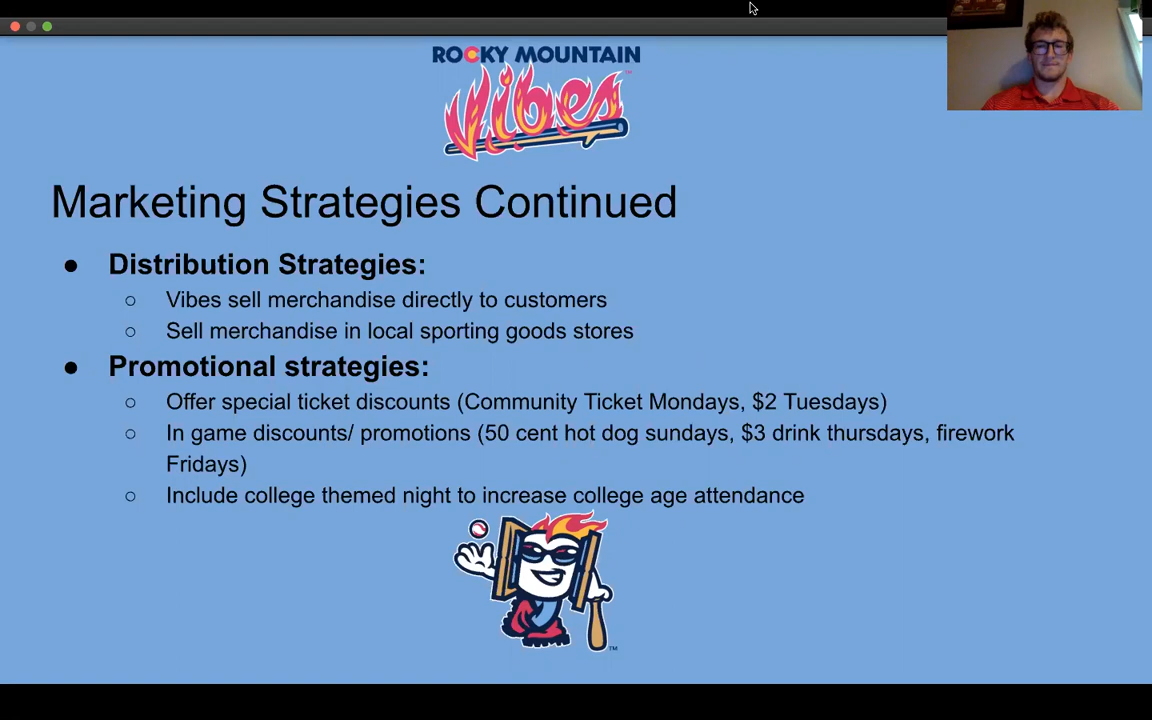 ROCKY MOUNTAIN
Vibes
Marketing Strategies Continued
● Distribution Strategies:
○ Vibes sell merchandise directly to customers
○ Sell merchandise in local sporting goods stores
● Promotional strategies:
○ Offer special ticket discounts (Community Ticket Mondays, $2 Tuesdays)
○ In game discounts/ promotions (50 cent hot dog sundays, $3 drink thursdays, firework
Fridays)
○ Include college themed night to increase college age attendance
TM